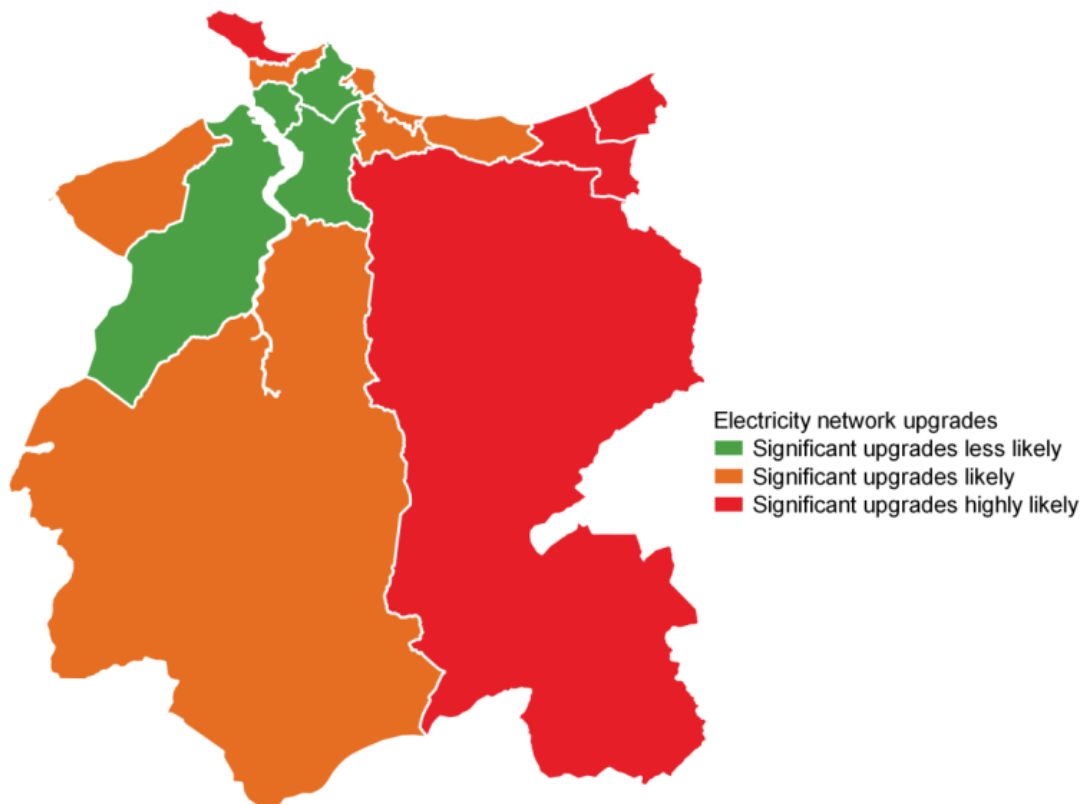 Electricity network upgrades
Significant upgrades less likely
Significant upgrades likely
Significant upgrades highly likely